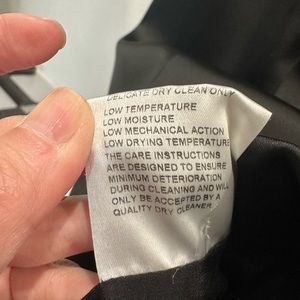 DELICATE DRY CLEAN ONLY
LOW TEMPERATURE
LOW MOISTURE
LOW MECHANICAL ACTION
LOW DRYING TEMPERATURE
THE CARE INSTRUCTIONS
ARE DESIGNED TO ENSURE
MINIMUM DETERIORATION
DURING CLEANING AND WILL
ONLY BE ACCEPTED BY A
QUALITY DRY CLEANER